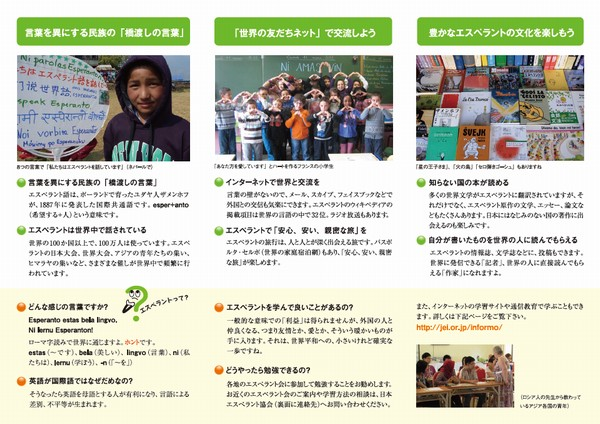 言葉を異にする民族の「橋渡しの言葉」
Ni parolas Esperanto
ちはエスペラント語を話し
説世界語
Speak Esperanto
Ni vorbite Esperanto
8つの言葉で「私たちはエスペラントを話しています」(ネパールで)
言葉を異にする民族の「橋渡しの言葉」
エスペラントは、ポーランドで育ったユダヤ人ザメンホフ
が、1887年に発表した国際共通語です。esper+anto
(希望する+人)という意味です。
エスペラントは世界中で話されている
世界の100か国以上で、100万人は使っています。エスペ
ラントの日本大会、世界大会、アジアの青年たちの集い、
ヒマラヤの集いなど、さまざまな催しが世界中で頻繁に行
われています。
「世界の友だちネット」で交流しよう
NI AMAS VIN
「あなた方を愛しています」とハートを作るフランスの小学生
インターネットで世界と交流を
言葉の壁がないので、メール、スカイプ、フェイスブックなどで
外国との交信も気楽にできます。エスペラントのウィキペディアの
掲載項目は世界の言語の中で32位。ラジオ放送もあります。
エスペラントで「安心、安い、親密な旅」を
エスペラントの旅行は、人と人とが深く出会える旅です。パスポ
ルタ・セルボ(世界の家庭宿泊網)もあり、「安心、安い、親密
な旅」が楽しめます。
豊かなエスペラントの文化を楽しもう
ŠVEJK
「星の王子さま」、「火の鳥」「セロ弾きゴーシュ」もありますね
知らない国の本が読める
多くの世界文学がエスペラントに翻訳されていますが、そ
れだけでなく、エスペラント原作の文学、エッセー、論文な
どもたくさんあります。日本にはなじみのない国の著作に出
会えるのも楽しみです。
自分が書いたものを世界の人に読んでもらえる
エスペラントの情報誌、文学誌などに、投稿もできます。
世界に発信できる「記者」、世界の人に直接読んでもら
える「作家」になれますよ。
エスペラントって?
どんな感じの言葉ですか?
Esperanto estas bela lingvo,
Ni lernu Esperanton!
ローマ字読みで世界に通じますよ。ホントです。
estas(〜です)、bela(美しい)、lingvo(言葉)、ni(私
たちは)、lernu(学ぼう)、-n(「〜を」)
英語が国際語ではなぜだめなの?
そうなったら英語を母語とする人が有利になり、言語による
差別、不平等が生まれます。
エスペラントを学んで良いことがあるの?
一般的な意味での「利益」は得られませんが、外国の人と
仲良くなる、つまり友情とか、愛とか、そういう暖かいものが
手に入ります。それは、世界平和への、小さいけれど確実な
一歩ですね。
どうやったら勉強できるの?
各地のエスペラント会に参加して勉強することをお勧めします。
お近くのエスペラント会のご案内や学習方法の相談は、日本
エスペラント協会(裏面に連絡先)へお問い合わせください。
また、インターネットの学習サイトや通信教育で学ぶこともでき
ます。詳しくは下記ページをご覧下さい。
http://jei.or.jp/informo/
(ロシア人の先生から教わって
いるアジア各国の青年)